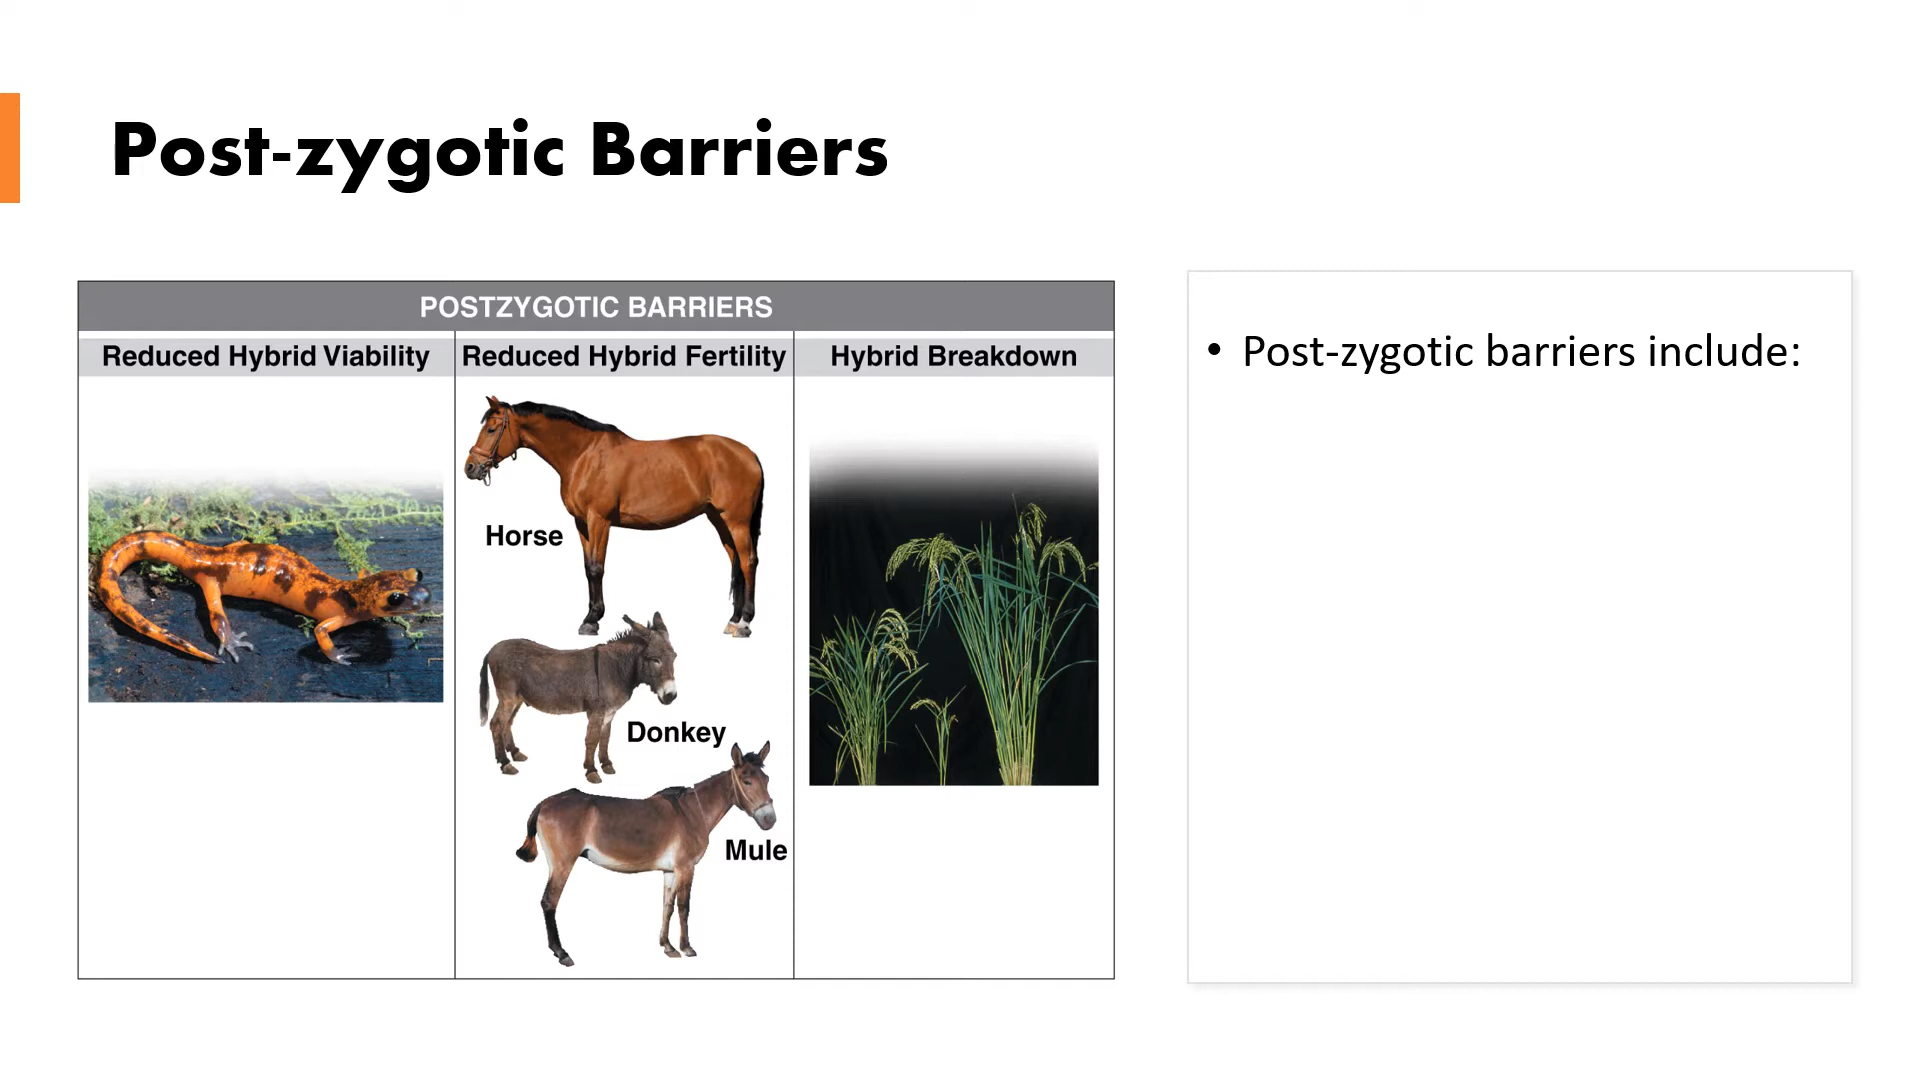 Post-zygotic Barriers
POSTZYGOTIC BARRIERS
Reduced Hybrid Viability
Reduced Hybrid Fertility
Hybrid Breakdown
Horse
Donkey
Mule
• Post-zygotic barriers include: